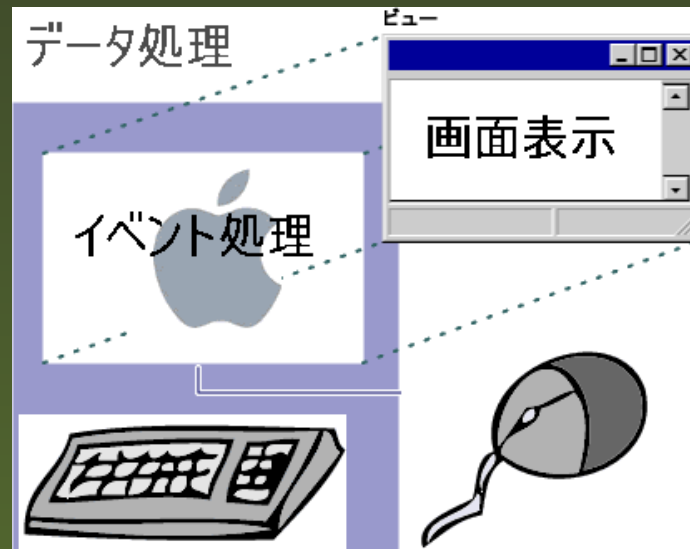 ビュー
データ処理
画面表示
イベント処理